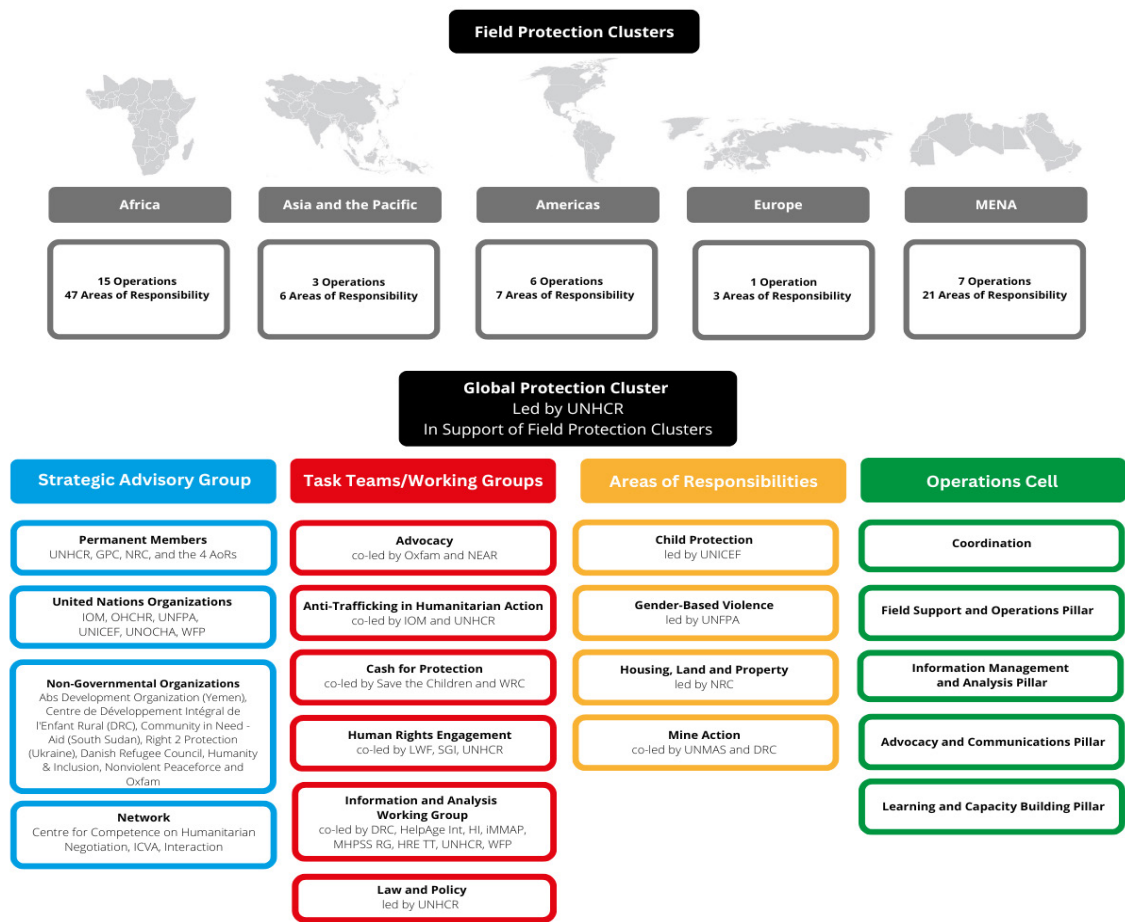 Field Protection Clusters
Africa
Asia and the Pacific
Americas
Europe
MENA
15 Operations
47 Areas of Responsibility
3 Operations
6 Areas of Responsibility
6 Operations
7 Areas of Responsibility
1 Operation
3 Areas of Responsibility
7 Operations
21 Areas of Responsibility
Global Protection Cluster
Led by UNHCR
In Support of Field Protection Clusters
Strategic Advisory Group
Permanent Members
UNHCR, GPC, NRC, and the 4 AoRs
United Nations Organizations
IOM, OHCHR, UNFPA,
UNICEF, UNOCHA, WFP
Non-Governmental Organizations
Abs Development Organization (Yemen),
Centre de Développement Intégral de
l'Enfant Rural (DRC), Community in Need -
Aid (South Sudan), Right 2 Protection
(Ukraine), Danish Refugee Council, Humanity
& Inclusion, Nonviolent Peaceforce and
Oxfam
Network
Centre for Competence on Humanitarian
Negotiation, ICVA, Interaction
Task Teams/Working Groups
Advocacy
co-led by Oxfam and NEAR
Anti-Trafficking in Humanitarian Action
co-led by IOM and UNHCR
Cash for Protection
co-led by Save the Children and WRC
Human Rights Engagement
co-led by LWF, SGI, UNHCR
Information and Analysis
Working Group
co-led by DRC, HelpAge Int, HI, iMMAP,
MHPSS RG, HRE TT, UNHCR, WFP
Law and Policy
led by UNHCR
Areas of Responsibilities
Child Protection
led by UNICEF
Gender-Based Violence
led by UNFPA
Housing, Land and Property
led by NRC
Mine Action
co-led by UNMAS and DRC
Operations Cell
Coordination
Field Support and Operations Pillar
Information Management
and Analysis Pillar
Advocacy and Communications Pillar
Learning and Capacity Building Pillar